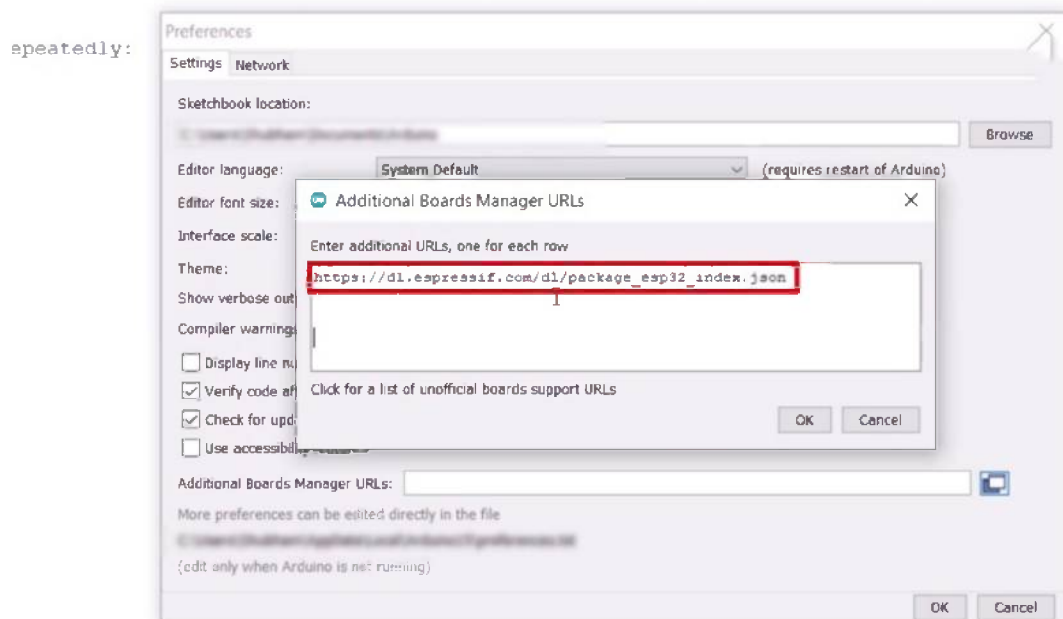 epeatedly:
Preferences
Settings Network
Sketchbook location:
Browse
Editor language: System Default (requires restart of Arduino)
Editor font size:
Additional Boards Manager URLs
Interface scale:
Enter additional URLs, one for each row
Theme:
https://dl.espressif.com/dl/package_esp32_index.json
Show verbose out
Compiler warnings
Display line nu
Verify code af
Click for a list of unofficial boards support URLs
Check for upd
OK Cancel
Use accessibility features
Additional Boards Manager URLs:
More preferences can be edited directly in the file
(edit only when Arduino is not running)
OK Cancel